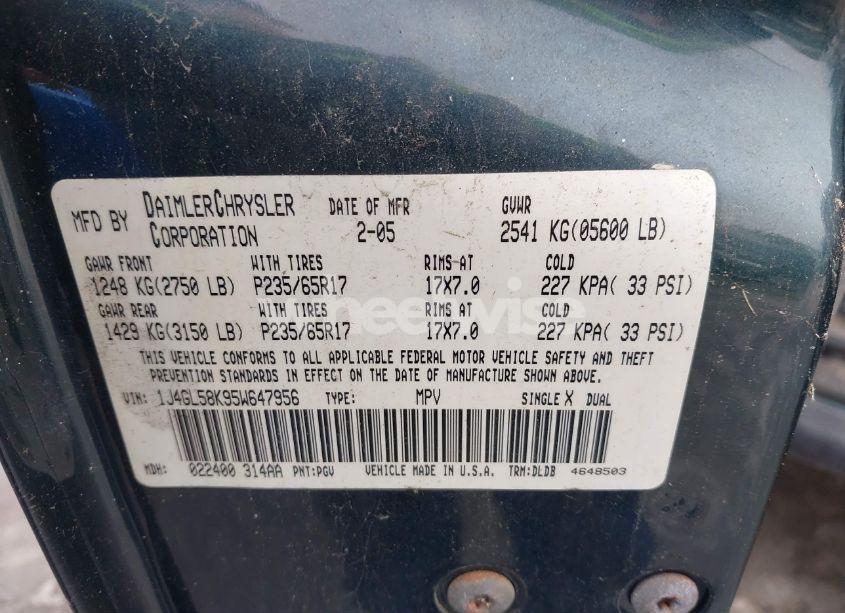 MFD BY DAIMLERCHRYSLER CORPORATION DATE OF MFR 2-05 GVWR 2541 KG(05600 LB)
GAWR FRONT WITH TIRES RIMS AT COLD
1248 KG(2750 LB) P235/65R17 17X7.0 227 KPA( 33 PSI)
GAWR REAR WITH TIRES RIMS AT COLD
1429 KG(3150 LB) P235/65R17 17X7.0 227 KPA( 33 PSI)
THIS VEHICLE CONFORMS TO ALL APPLICABLE FEDERAL MOTOR VEHICLE SAFETY AND THEFT
PREVENTION STANDARDS IN EFFECT ON THE DATE OF MANUFACTURE SHOWN ABOVE.
VIN: 1J4GL58K95W647956 TYPE: MPV SINGLE X DUAL
MDH: 022400 314AA PNT:PGV VEHICLE MADE IN U.S.A. TRM:DLDB 4648503